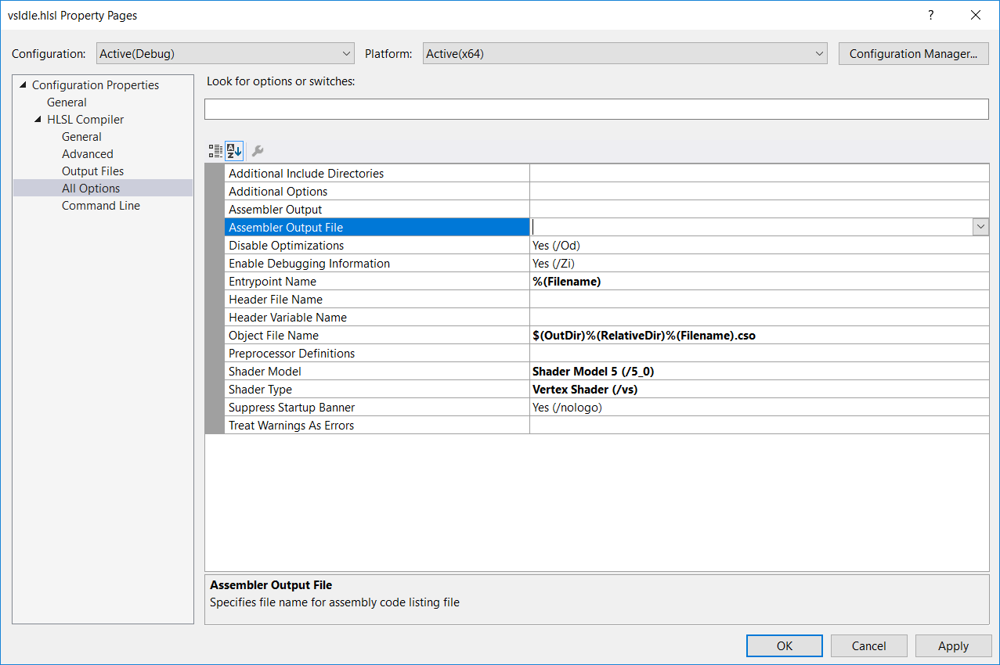 vsIdle.hlsl Property Pages
?
Configuration: Active(Debug) Platform: Active(x64) Configuration Manager...
Configuration Properties
General
HLSL Compiler
General
Advanced
Output Files
All Options
Command Line
Look for options or switches:
Additional Include Directories
Additional Options
Assembler Output
Assembler Output File
Disable Optimizations Yes (/Od)
Enable Debugging Information Yes (/Zi)
Entrypoint Name %(Filename)
Header File Name
Header Variable Name
Object File Name $(OutDir)%(RelativeDir)%(Filename).cso
Preprocessor Definitions
Shader Model Shader Model 5 (/5_0)
Shader Type Vertex Shader (/vs)
Suppress Startup Banner Yes (/nologo)
Treat Warnings As Errors
Assembler Output File
Specifies file name for assembly code listing file
OK Cancel Apply